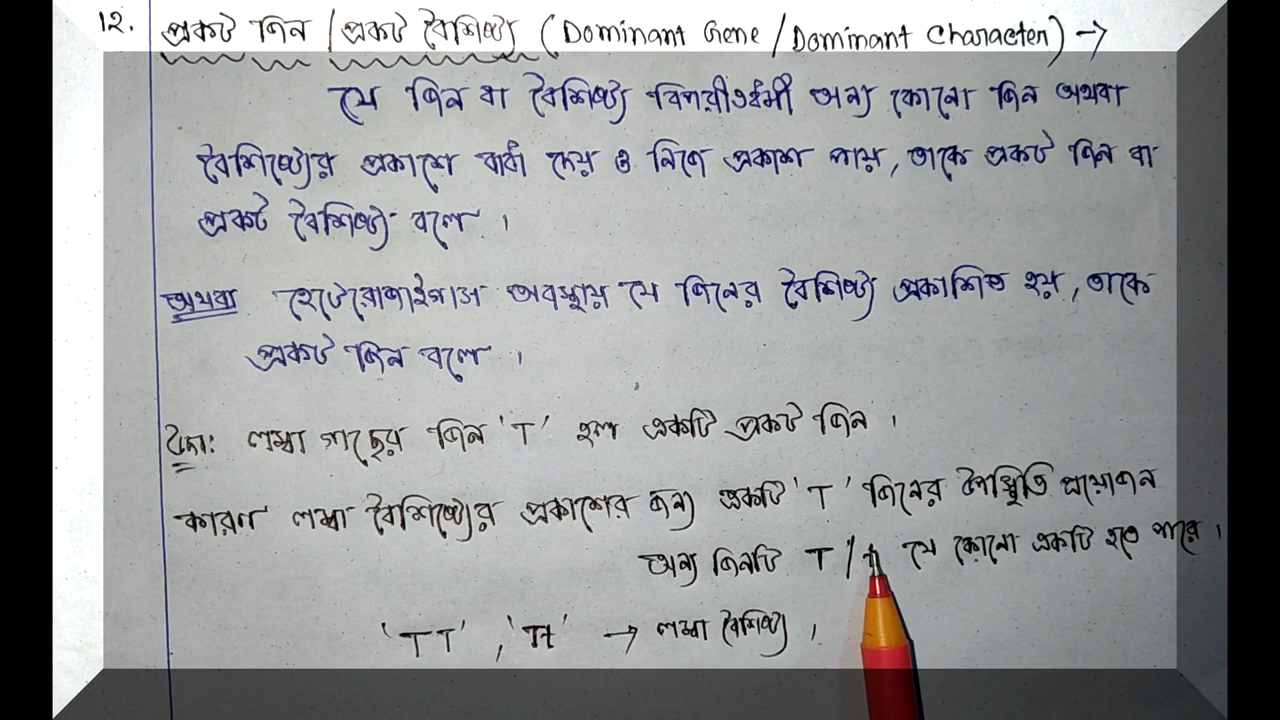 12. প্রকট জিন / প্রকট বৈশিষ্ট্য (Dominant Gene / Dominant Character) →
যে জিন বা বৈশিষ্ট্য বিপরীতধর্মী অন্য কোনো জিন অথবা
বৈশিষ্ট্যের প্রকাশে বাধা দেয় ও নিজে প্রকাশ পায়, তাকে প্রকট জিন বা
প্রকট বৈশিষ্ট্য বলে ।
অথবা হেটেরোজাইগাস অবস্থায় যে জিনের বৈশিষ্ট্য প্রকাশিত হয়, তাকে
প্রকট জিন বলে ।
উদা: লম্বা গাছের জিন 'T' হল একটি প্রকট জিন ।
কারণ লম্বা বৈশিষ্ট্যের প্রকাশের জন্য একটি 'T' জিনের উপস্থিতি প্রয়োজন
অন্য জিনটি T/t যে কোনো একটি হতে পারে ।
'TT', 'Tt' → লম্বা বৈশিষ্ট্য ।